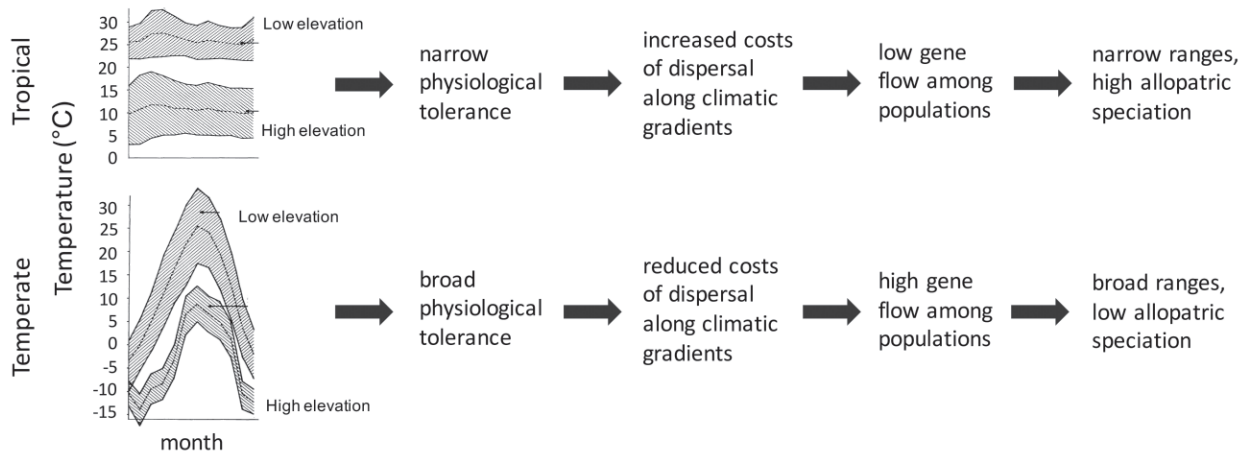 Tropical
Temperate
Temperature (°C)
30
25
20
15
10
5
0
Low elevation
High elevation
narrow
physiological
tolerance
increased costs
of dispersal
along climatic
gradients
low gene
flow among
populations
narrow ranges,
high allopatric
speciation
30
25
20
15
10
5
0
-5
-10
-15
Low elevation
High elevation
month
broad
physiological
tolerance
reduced costs
of dispersal
along climatic
gradients
high gene
flow among
populations
broad ranges,
low allopatric
speciation